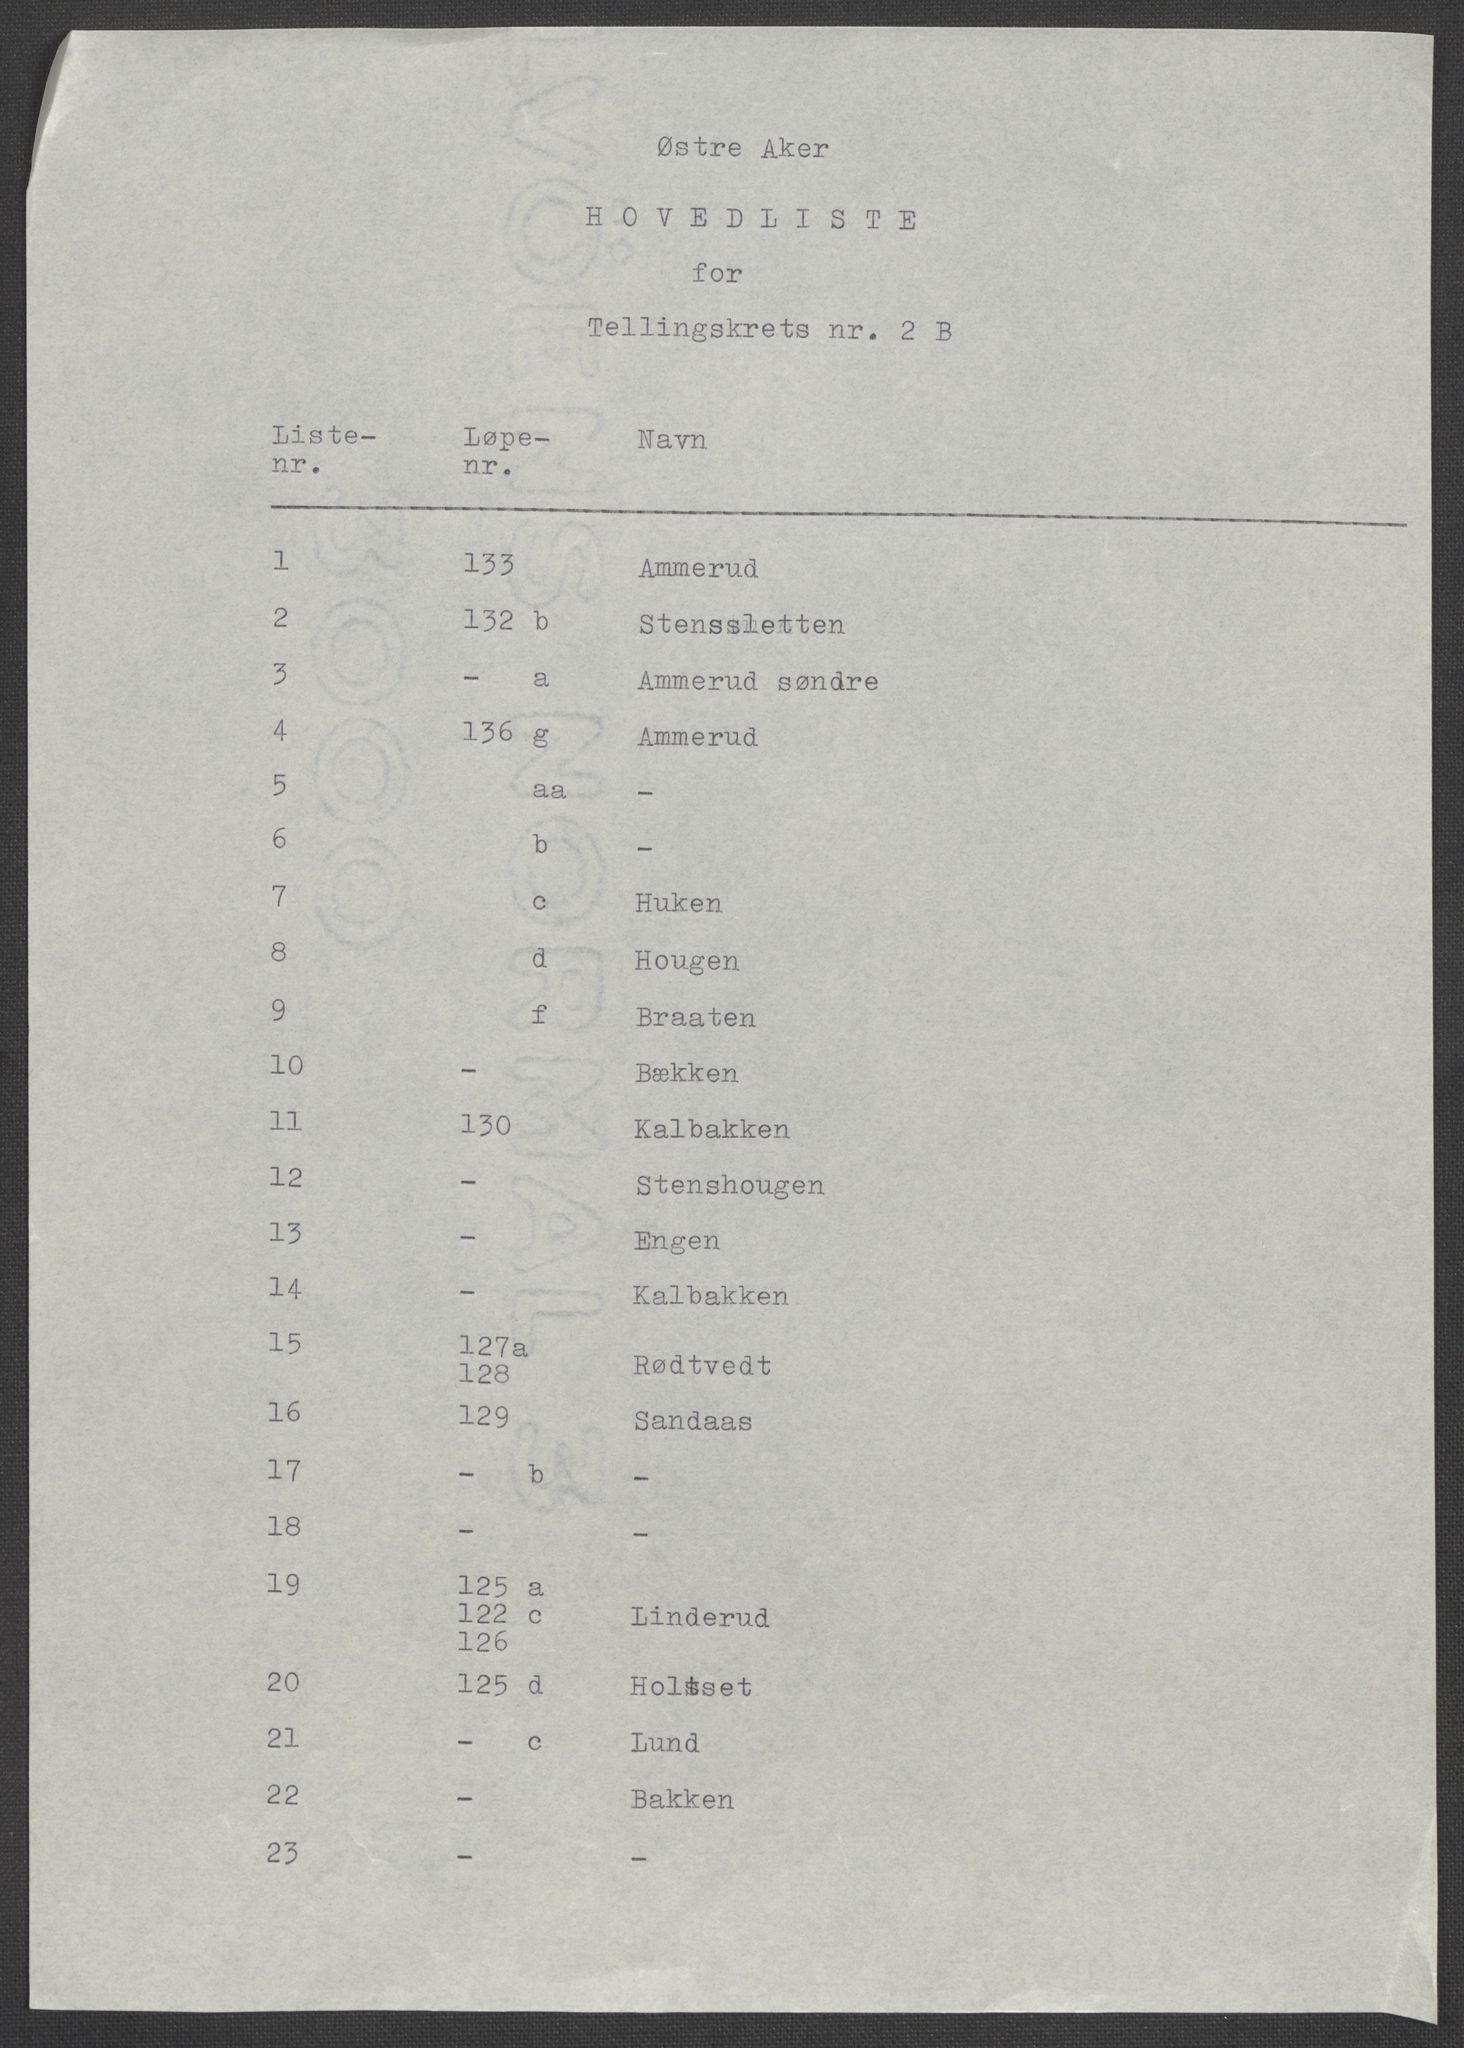 Østre Aker
HOVEDLISTE
for
Tellingskrets nr. 2 B
Liste- Løpe- Navn
nr. nr.
1 133 Ammerud
2 132 b Stenssletten
3 - a Ammerud søndre
4 136 g Ammerud
5 aa -
6 b -
7 c Huken
8 d Hougen
9 f Braaten
10 - Bækken
11 130 Kalbakken
12 - Stenshougen
13 - Engen
14 - Kalbakken
15 127a
128 Rødtvedt
16 129 Sandaas
17 - b -
18 - -
19 125 a
122 c Linderud
126
20 125 d
21 - c Lund
22 - Bakken
23 - -